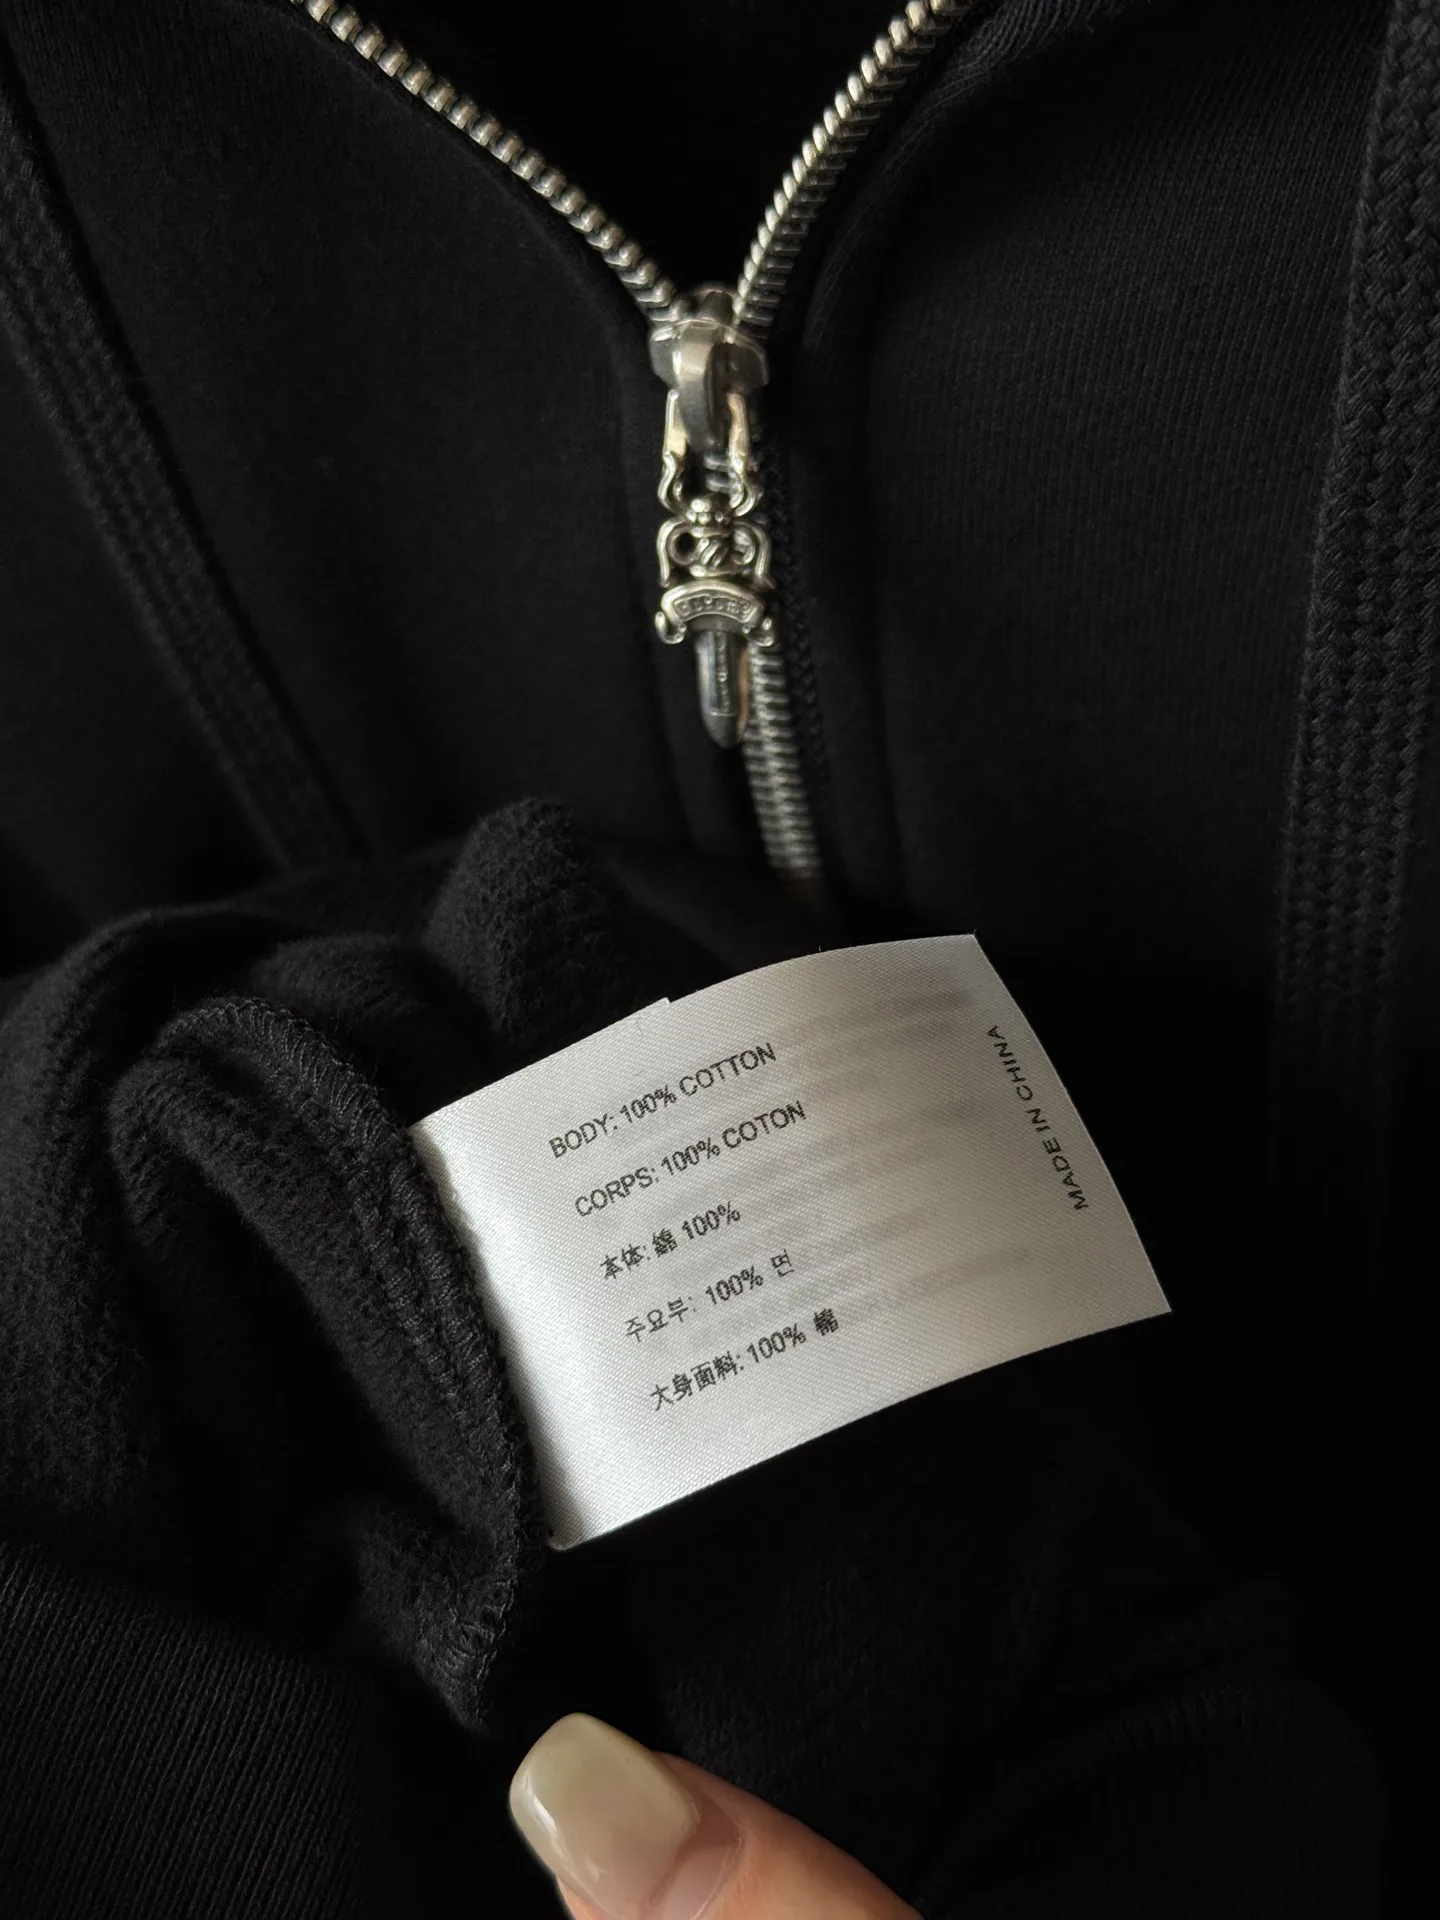 BODY: 100% COTTON
CORPS: 100% COTON
本体: 綿 100%
주요부: 100% 면
大身面料: 100% 棉
MADE IN CHINA